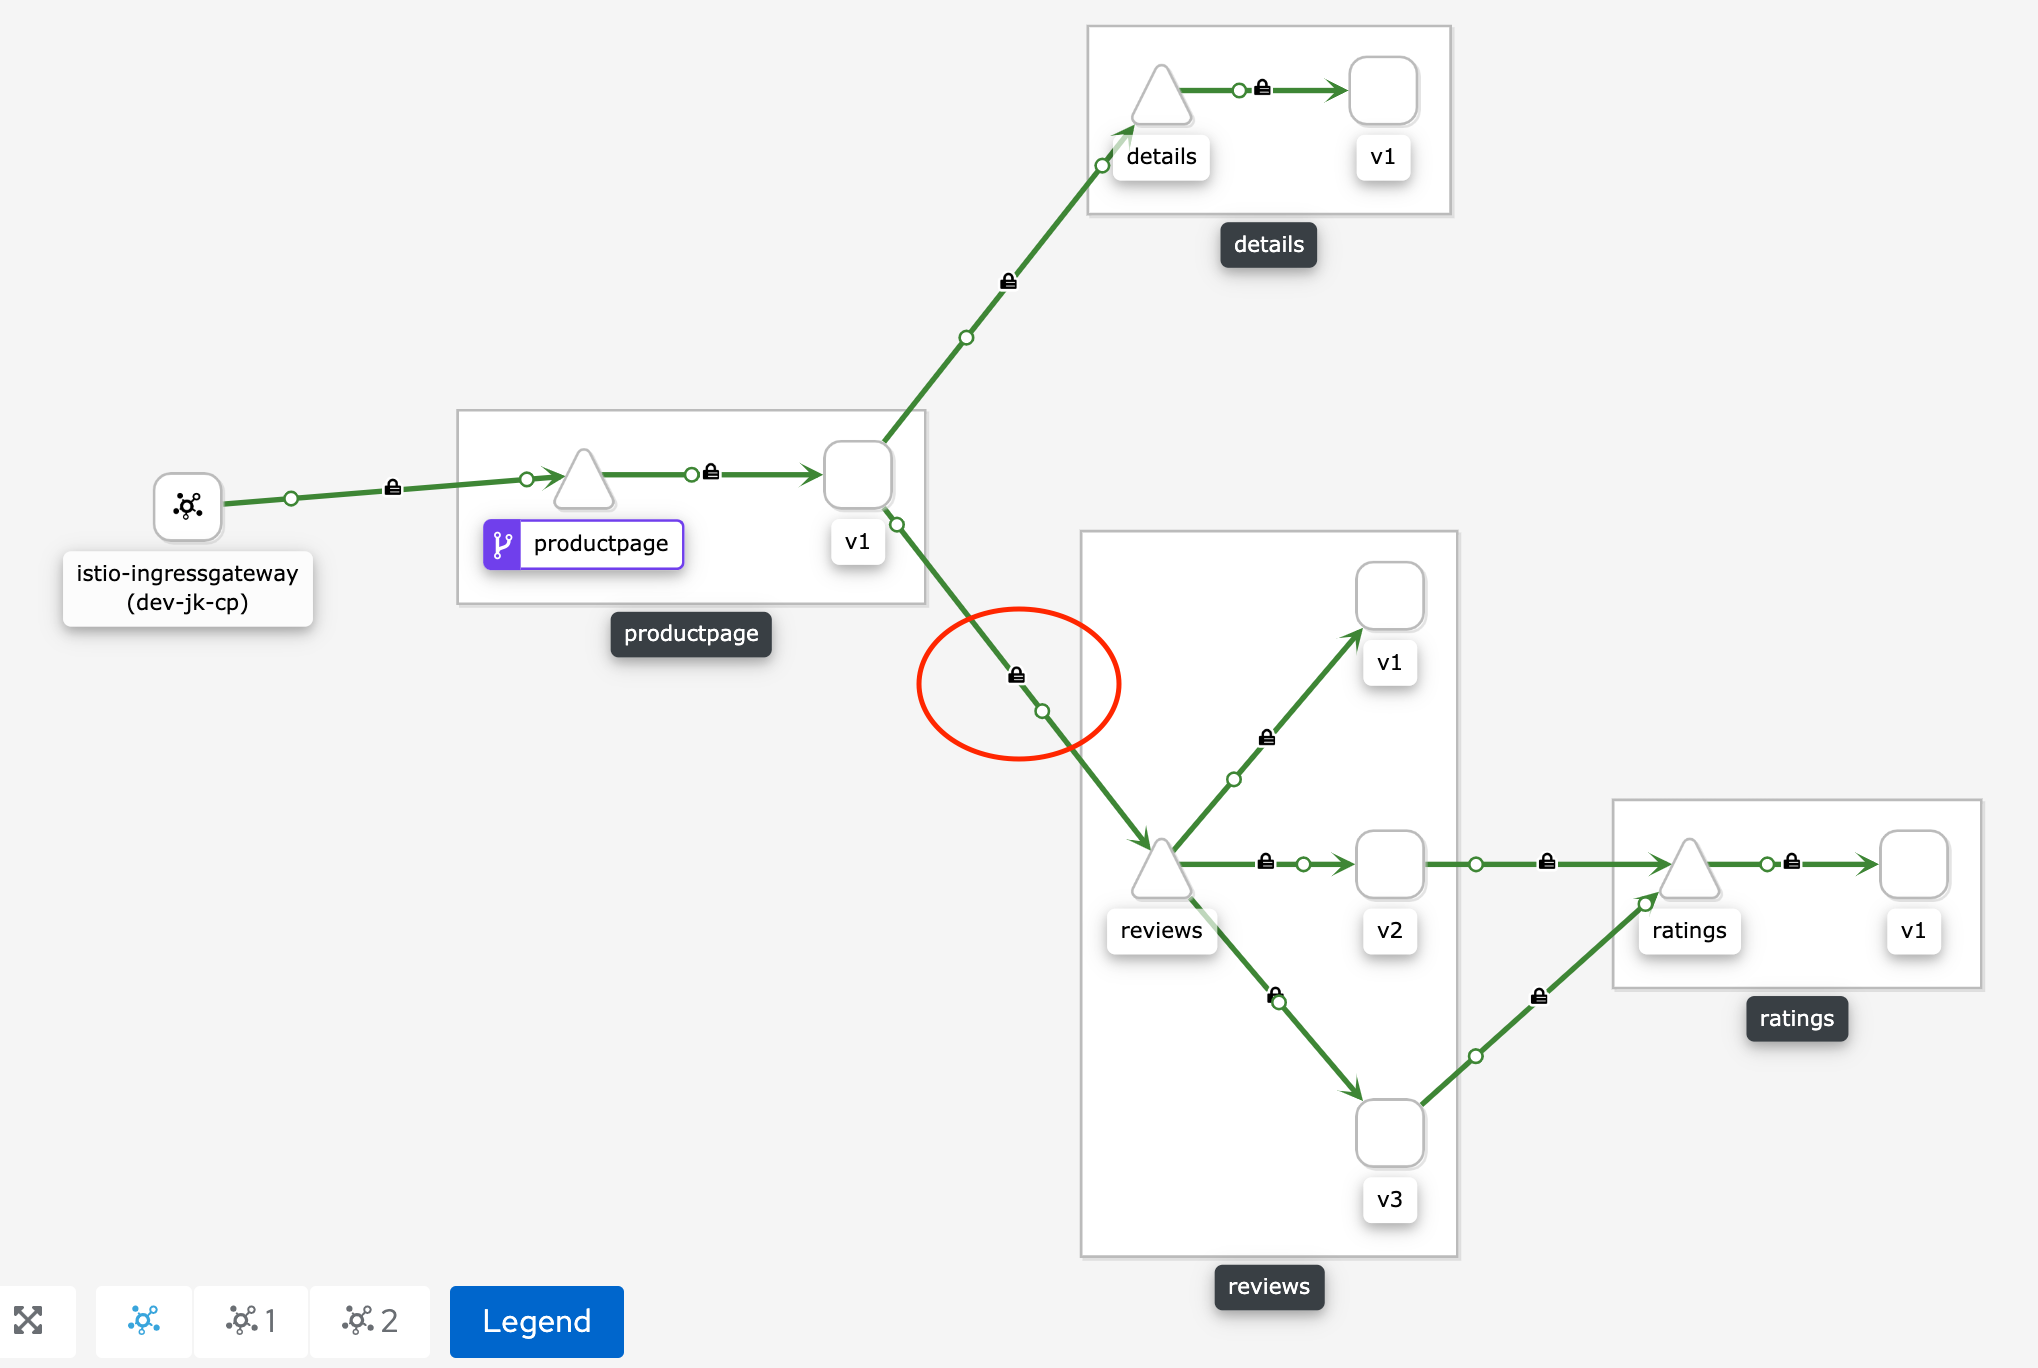 details
v1
details
productpage
v1
istio-ingressgateway
(dev-jk-cp)
productpage
v1
reviews
v2
ratings
v1
ratings
v3
reviews
1
2
Legend